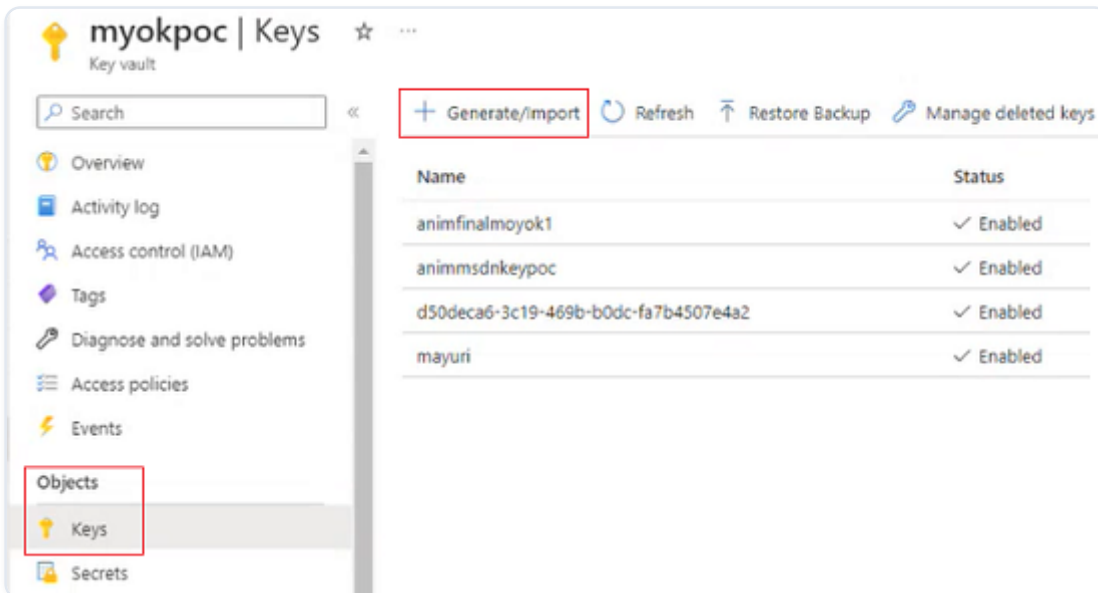 myokpoc | Keys
Key vault
Search
Overview
Activity log
Access control (IAM)
Tags
Diagnose and solve problems
Access policies
Events
Objects
Keys
Secrets
Generate/Import Refresh Restore Backup Manage deleted keys
Name Status
animfinalmoyok1 Enabled
animmsdnkeypoc Enabled
d50deca6-3c19-469b-b0dc-fa7b4507e4a2 Enabled
mayuri Enabled